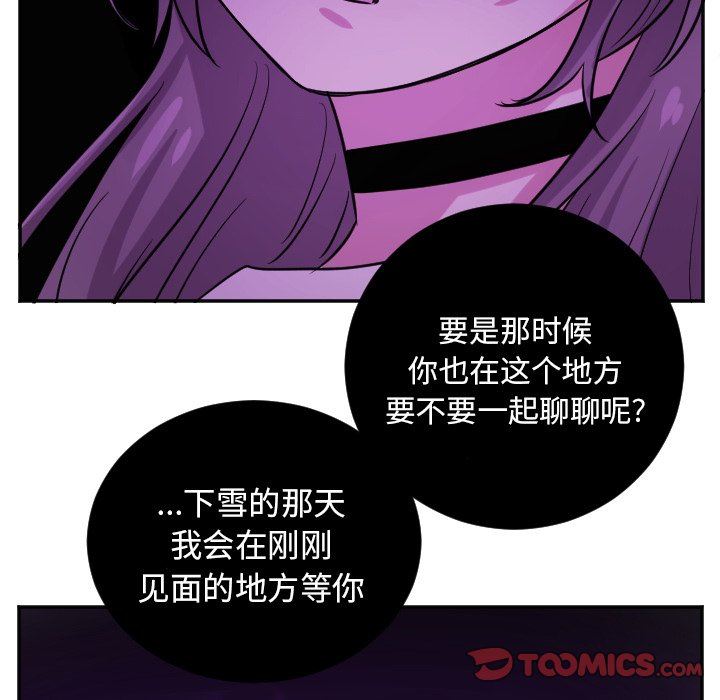 要是那时候
你也在这个地方
要不要一起聊聊呢?
...下雪的那天
我会在刚刚
见面的地方等你
TOOMICS.COM